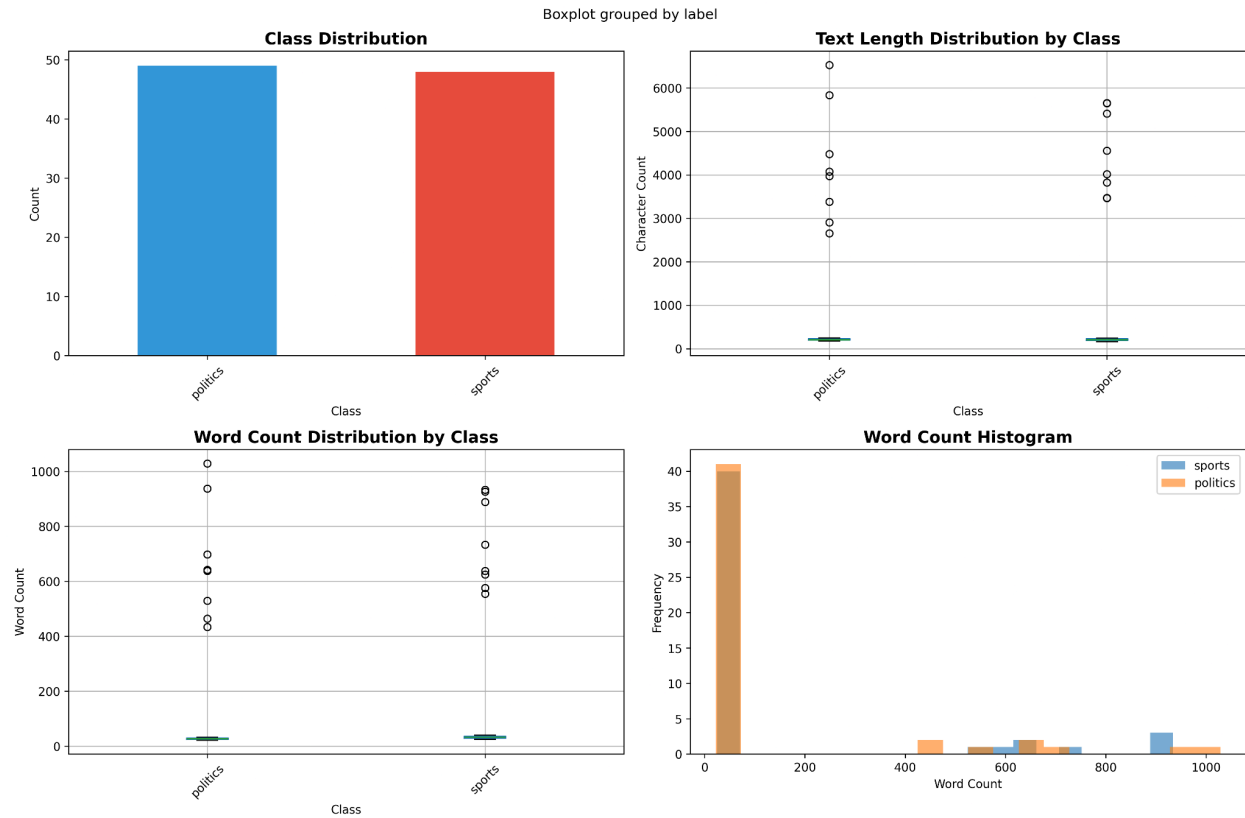 Boxplot grouped by label
Class Distribution
50
40
30
20
10
0
Count
politics
sports
Class
Text Length Distribution by Class
6000
5000
4000
3000
2000
1000
0
Character Count
politics
sports
Class
Word Count Distribution by Class
1000
800
600
400
200
0
Word Count
politics
sports
Class
Word Count Histogram
sports
politics
40
35
30
25
20
15
10
5
0
Frequency
0 200 400 600 800 1000
Word Count